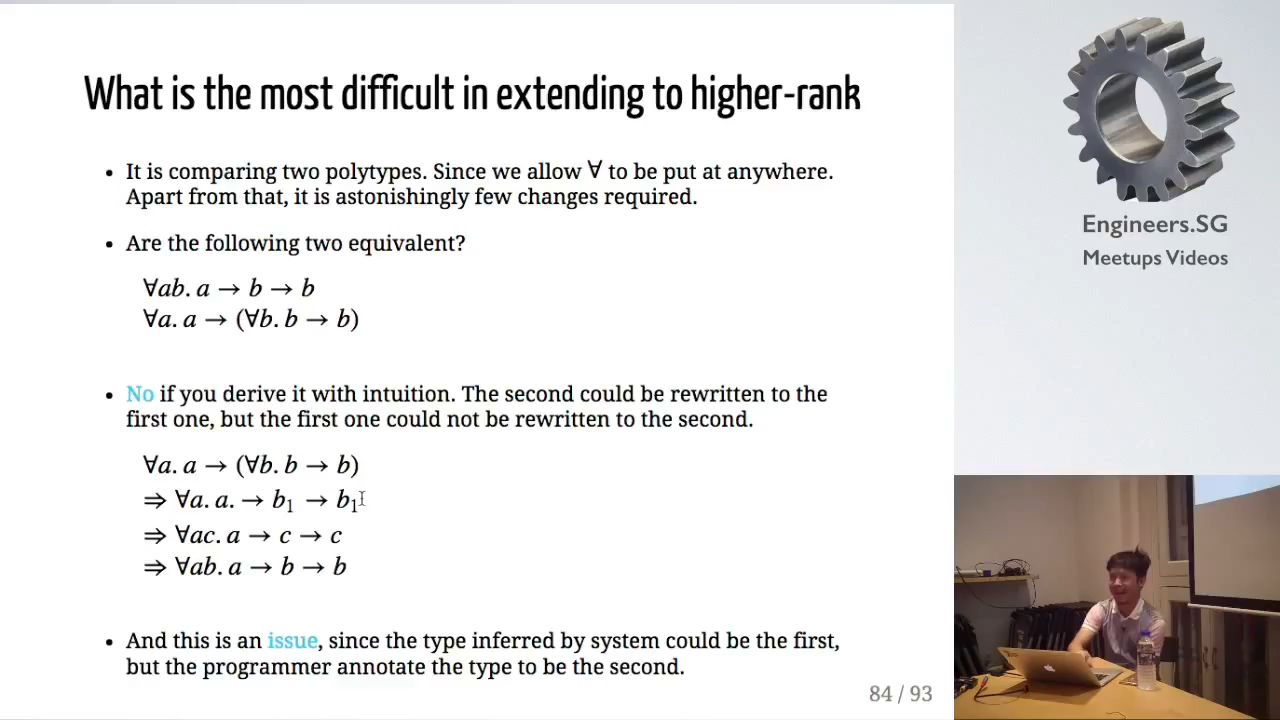 What is the most difficult in extending to higher-rank
• It is comparing two polytypes. Since we allow ∀ to be put at anywhere.
Apart from that, it is astonishingly few changes required.
• Are the following two equivalent?
∀ab. a → b → b
∀a. a → (∀b. b → b)
• No if you derive it with intuition. The second could be rewritten to the
first one, but the first one could not be rewritten to the second.
∀a. a → (∀b. b → b)
⇒ ∀a. a. → b₁ → b₁
⇒ ∀ac. a → c → c
⇒ ∀ab. a → b → b
• And this is an issue, since the type inferred by system could be the first,
but the programmer annotate the type to be the second.
84 / 93
Engineers.SG
Meetups Videos